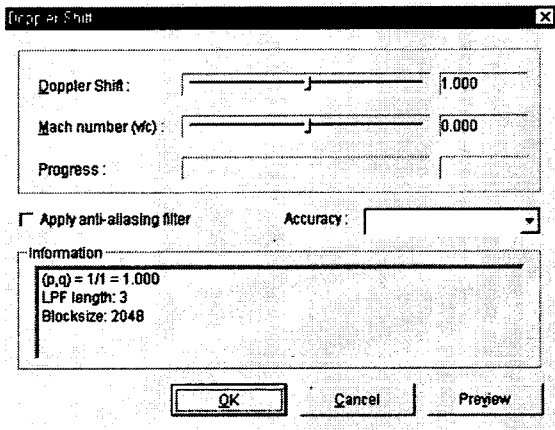 Doppler Shift
Doppler Shift : 1.000
Mach number (v/c) : 0.000
Progress :
Apply anti-aliasing filter Accuracy :
Information
(p,q) = 1/1 = 1.000
LPF length: 3
Blocksize: 2048
OK Cancel Preview